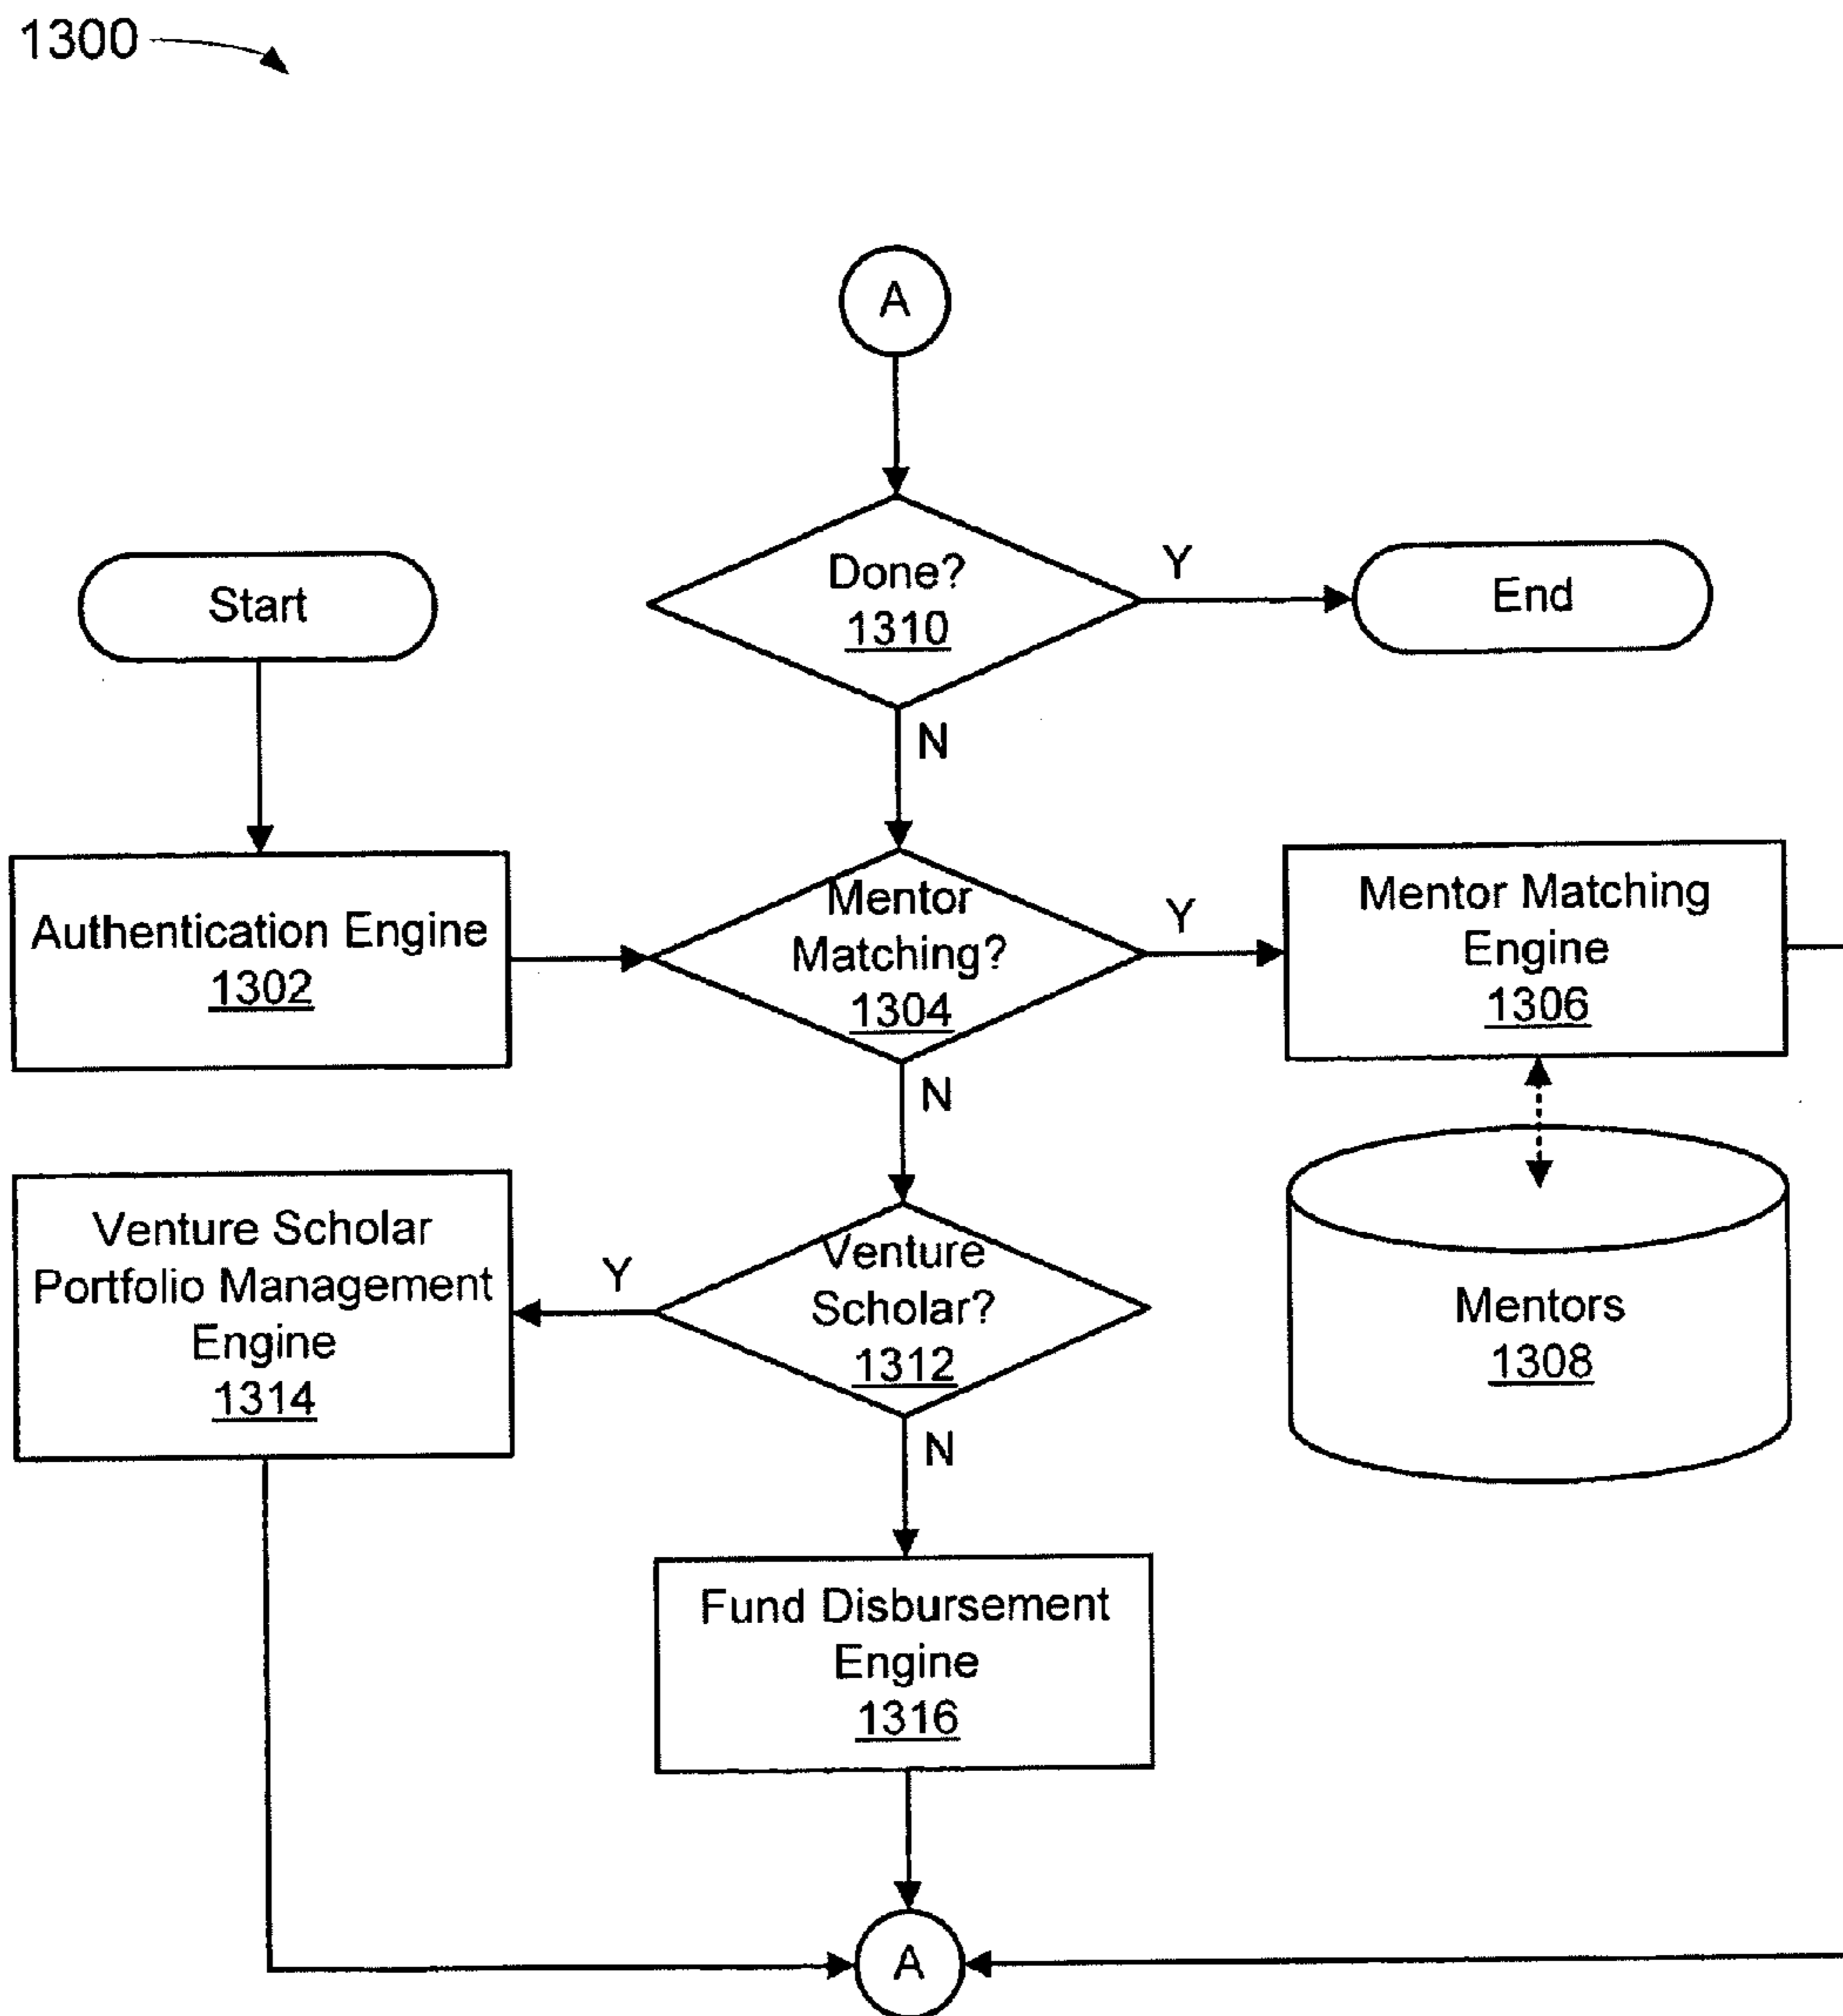 1300
A
Done?
1310
Y
End
Start
N
Authentication Engine
1302
Mentor
Matching?
1304
Y
Mentor Matching
Engine
1306
N
Venture Scholar
Portfolio Management
Engine
1314
Y
Venture
Scholar?
1312
Mentors
1308
N
Fund Disbursement
Engine
1316
A